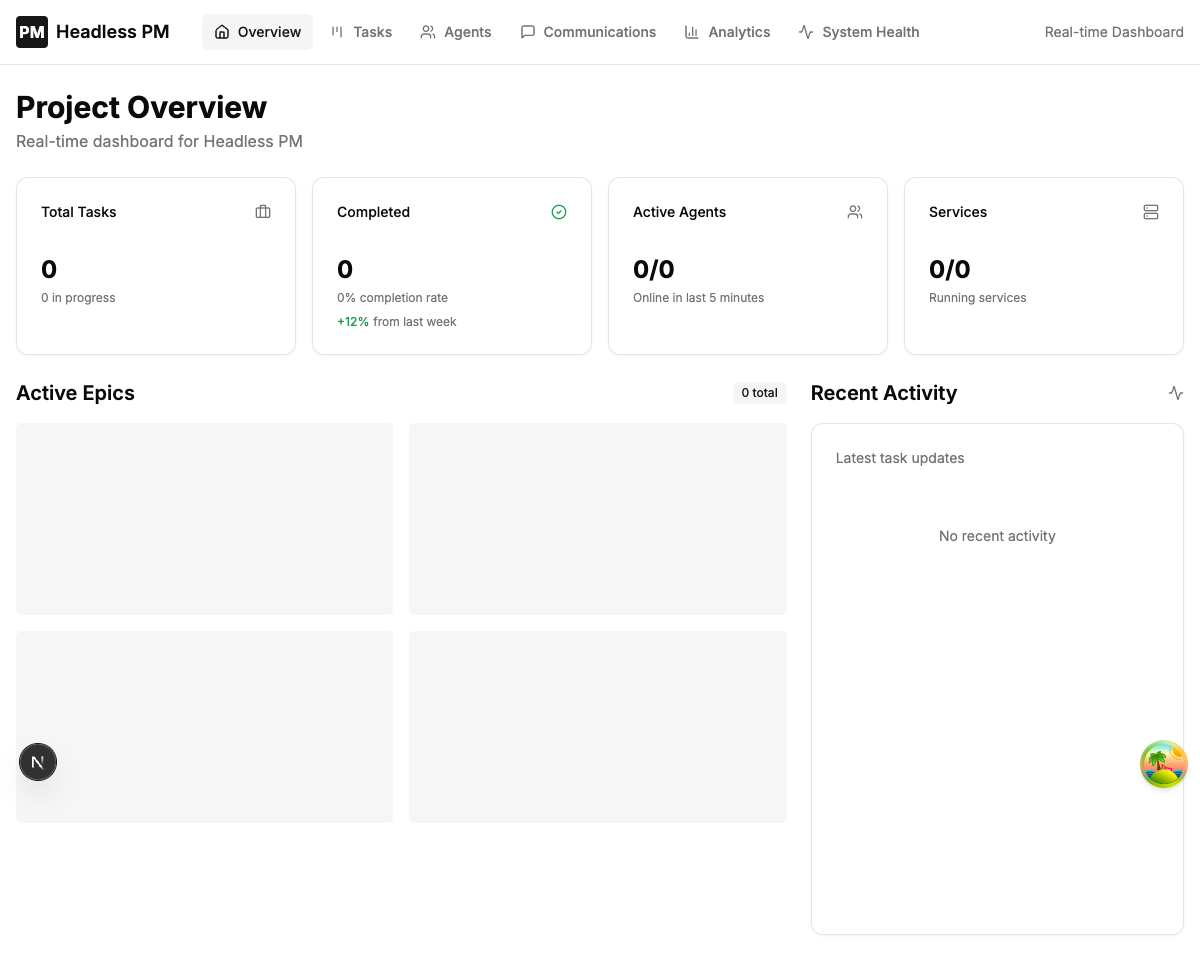 PM Headless PM Overview Tasks Agents Communications Analytics System Health Real-time Dashboard
Project Overview
Real-time dashboard for Headless PM
Total Tasks
0
0 in progress
Completed
0
0% completion rate
+12% from last week
Active Agents
0/0
Online in last 5 minutes
Services
0/0
Running services
Active Epics
0 total
Recent Activity
Latest task updates
No recent activity
N